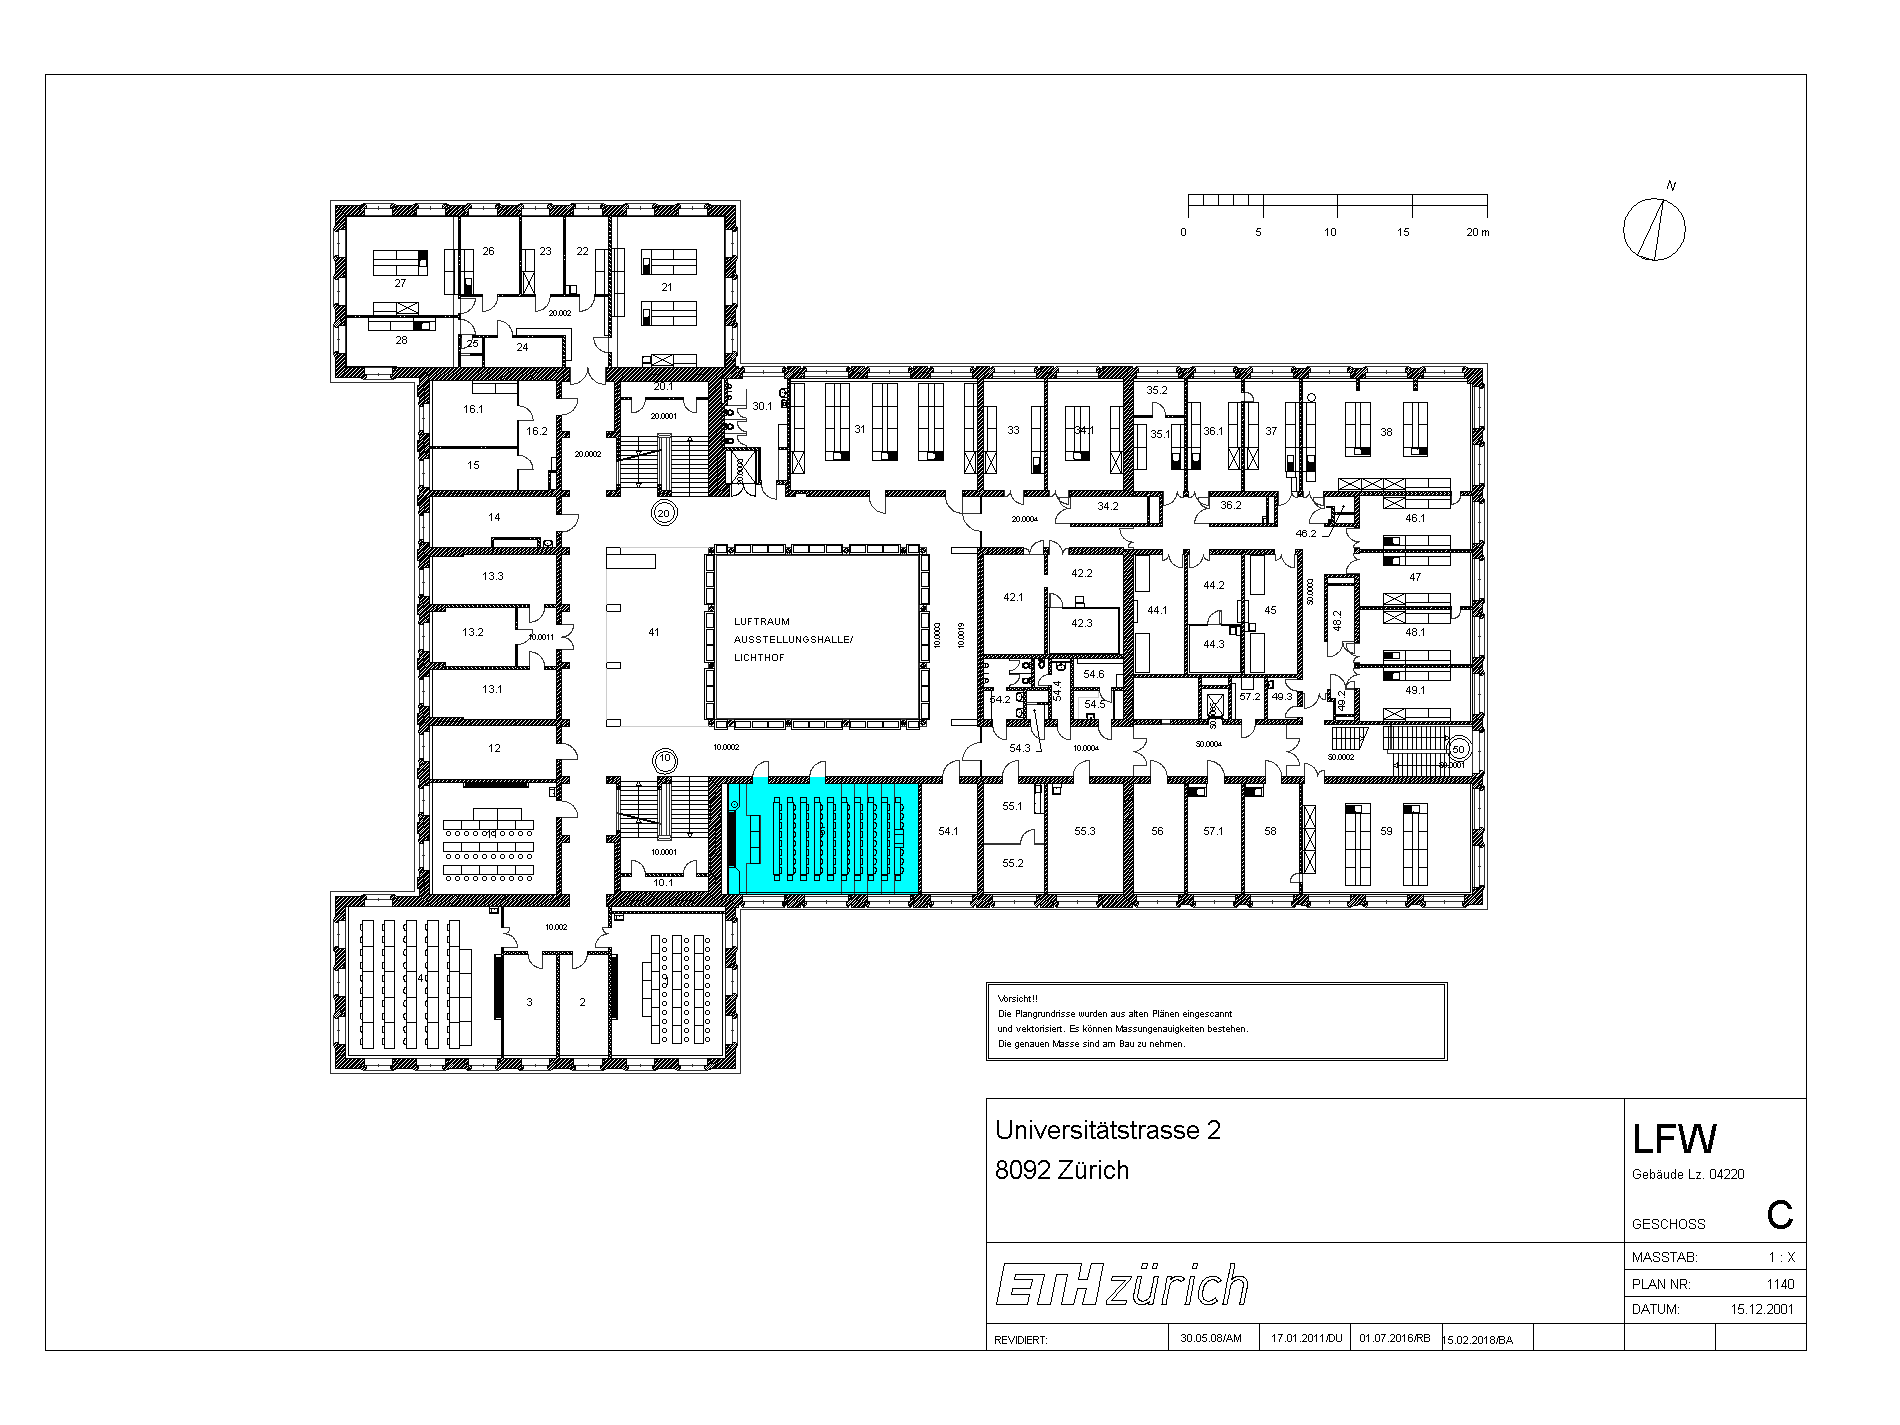 N
0 5 10 15 20 m
27 26 23 22 21
20.002
28 25 24
16.1 16.2 20.1 20.0001 30.1 31 33 34.1 35.2 35.1 36.1 37 38
15 20.0002
14 20 20.0004 34.2 36.2 46.2 46.1
13.3 42.1 42.2 44.1 44.2 45 50.0003 47
13.2 10.0011 41 42.3 44.3 48.2 48.1
LUFTRAUM
AUSSTELLUNGSHALLE/
LICHTHOF
10.0003 10.0019
13.1 54.2 54.4 54.6 54.5 57.2 49.3 49.2 49.1
12 10 10.0002 54.3 10.0004 50.0004 50.0002 50 50.0001
10.0001 10.1 54.1 55.1 55.2 55.3 56 57.1 58 59
10.002
4 3 2
Vorsicht!!
Die Plangrundrisse wurden aus alten Plänen eingescannt
und vektorisiert. Es können Massungenauigkeiten bestehen.
Die genauen Masse sind am Bau zu nehmen.
Universitätstrasse 2
8092 Zürich
LFW
Gebäude Lz. 04220
GESCHOSS C
MASSTAB: 1 : X
PLAN NR: 1140
DATUM: 15.12.2001
ETH zürich
REVIDIERT: 30.05.08/AM 17.01.2011/DU 01.07.2016/RB 15.02.2018/BA